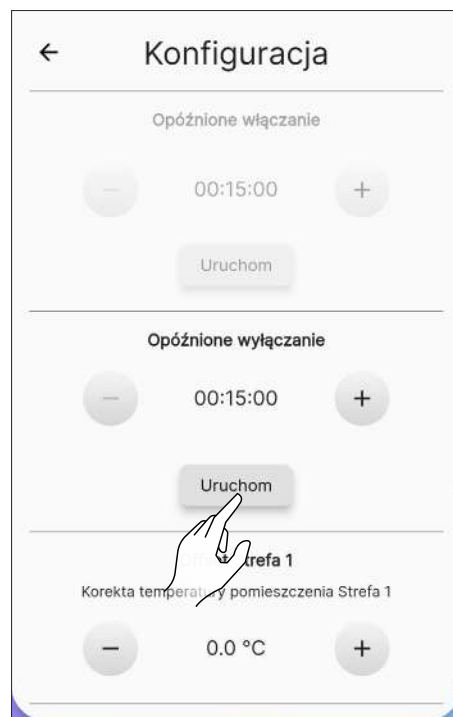 Konfiguracja
Opóźnione włączanie
− 00:15:00 +
Uruchom
Opóźnione wyłączanie
− 00:15:00 +
Uruchom
Strefa 1
Korekta temperatury pomieszczenia Strefa 1
− 0.0 °C +